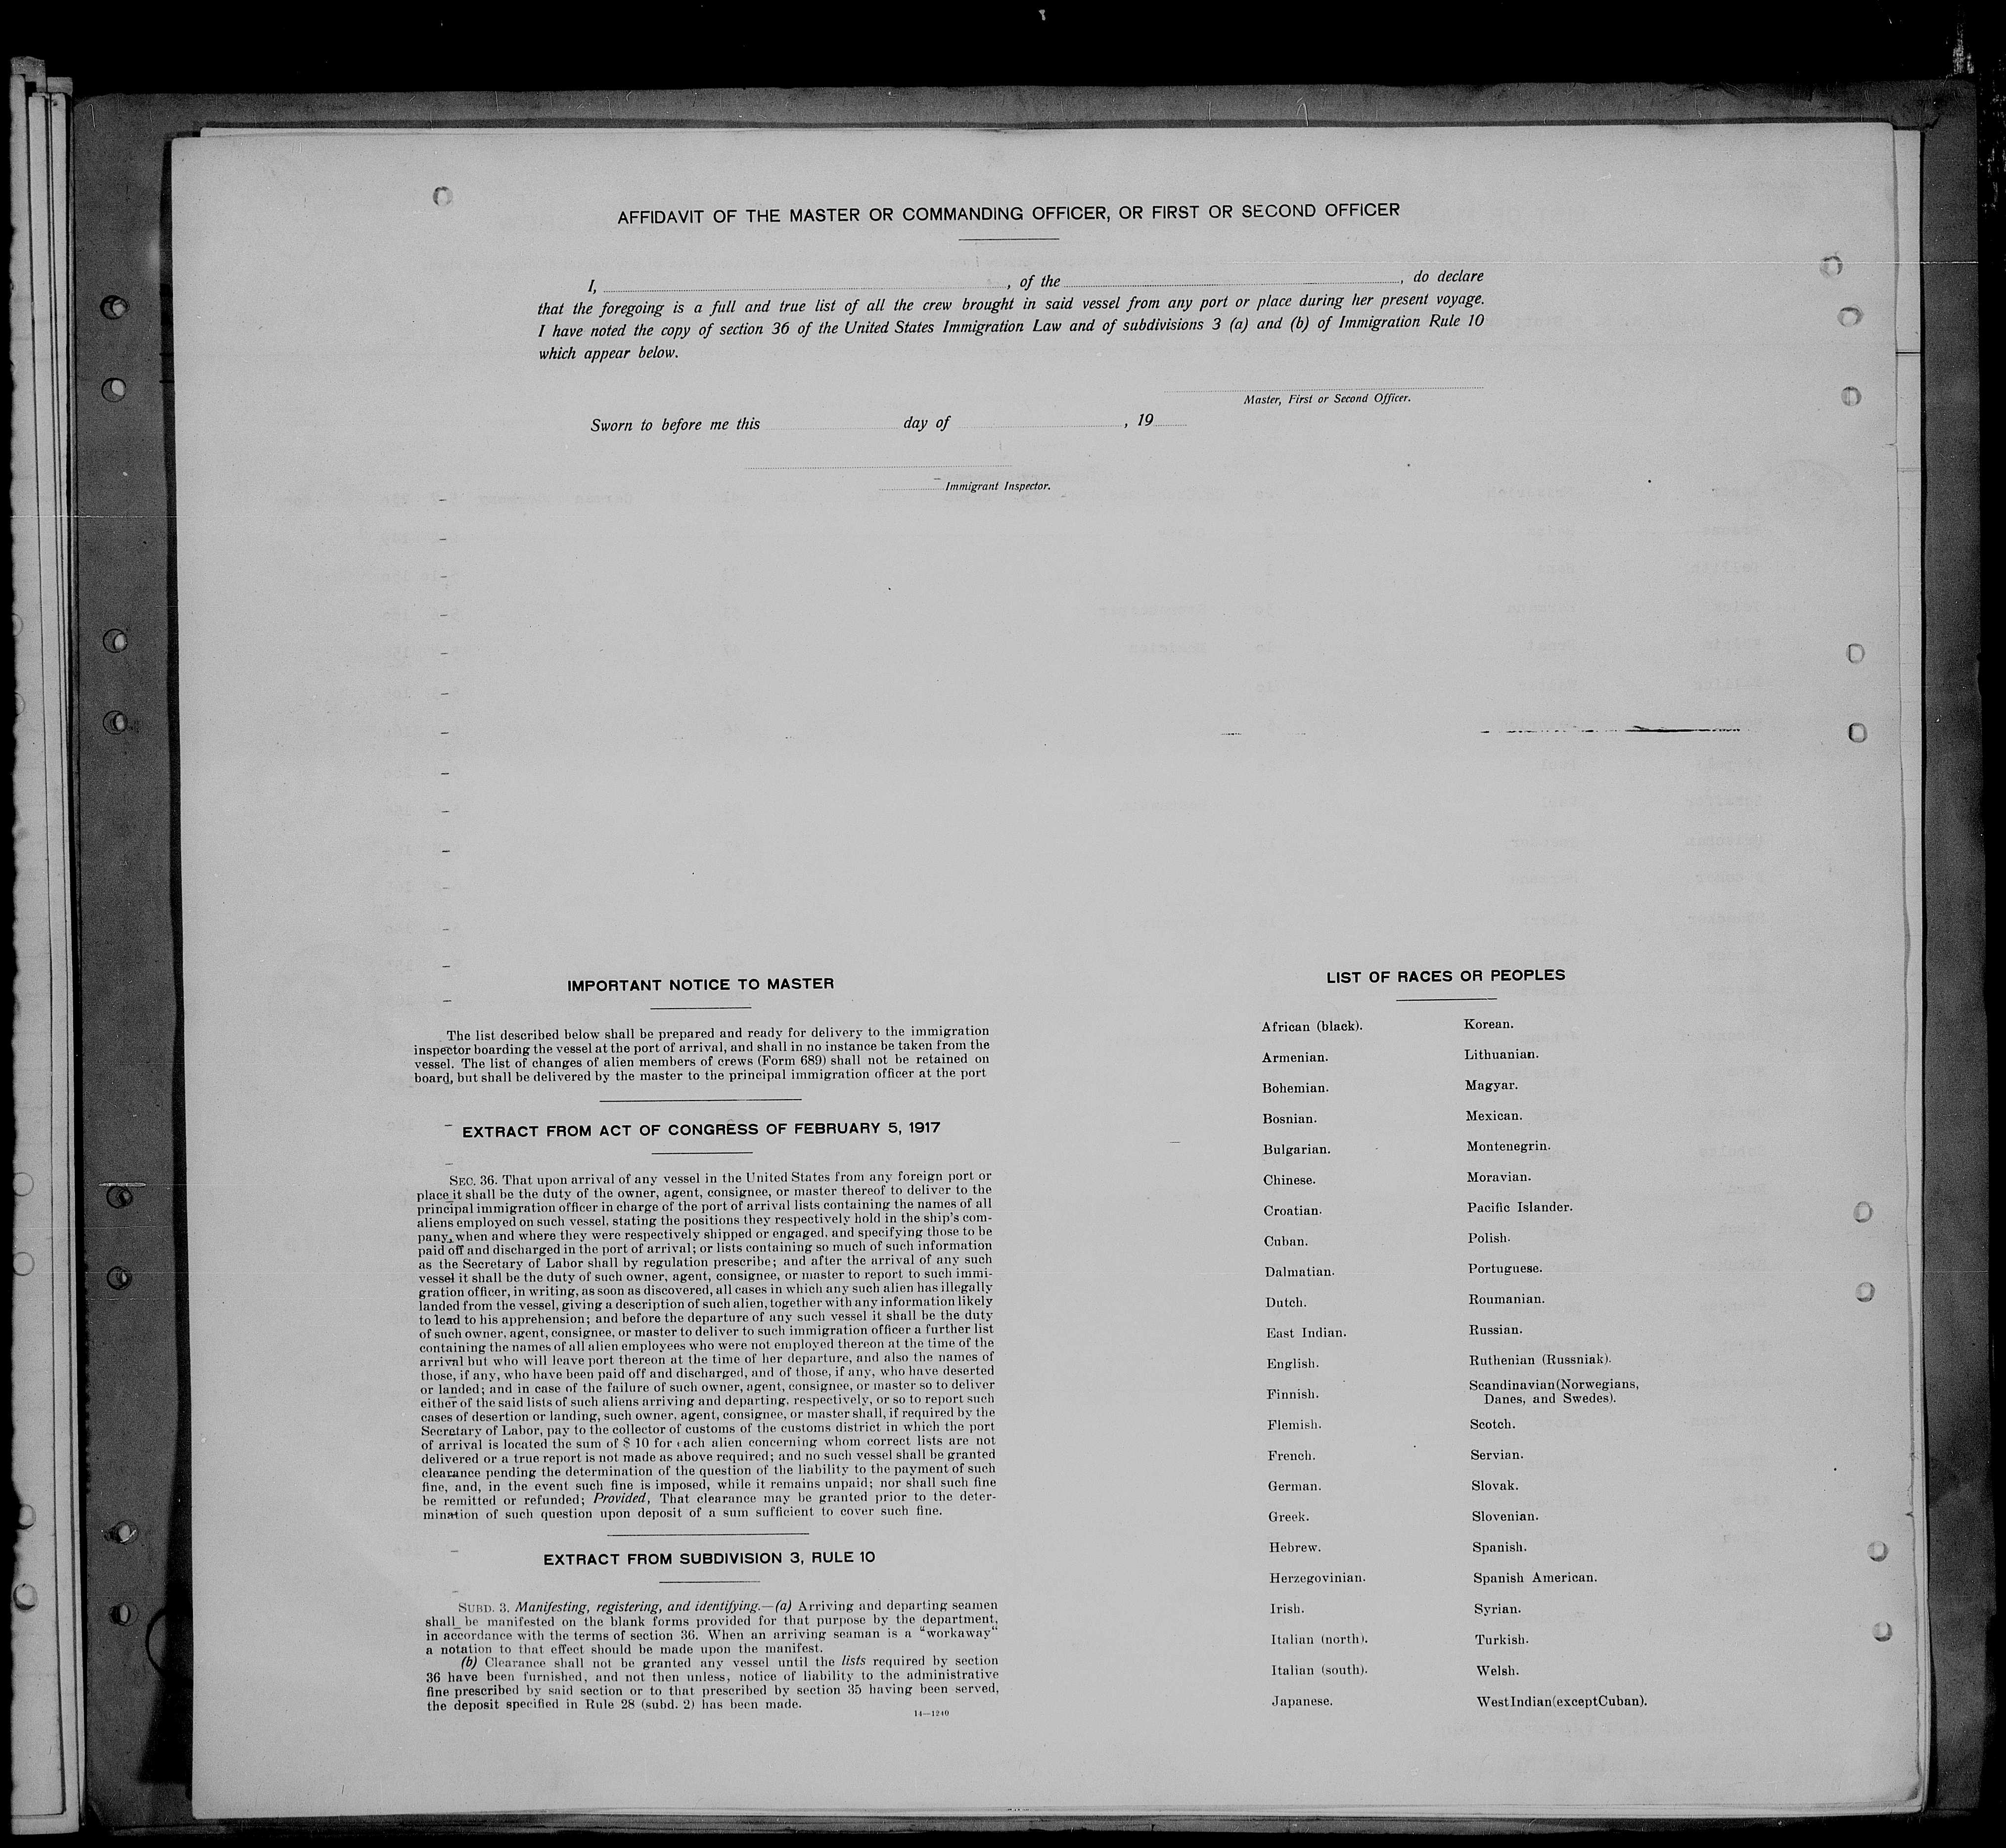 AFFIDAVIT OF THE MASTER OR COMMANDING OFFICER, OR FIRST OR SECOND OFFICER
I, , of the , do declare
that the foregoing is a full and true list of all the crew brought in said vessel from any port or place during her present voyage.
I have noted the copy of section 36 of the United States Immigration Law and of subdivisions 3 (a) and (b) of Immigration Rule 10
which appear below.
Master, First or Second Officer.
Sworn to before me this day of , 19
Immigrant Inspector.
IMPORTANT NOTICE TO MASTER
The list described below shall be prepared and ready for delivery to the immigration
inspector boarding the vessel at the port of arrival, and shall in no instance be taken from the
vessel. The list of changes of alien members of crews (Form 689) shall not be retained on
board, but shall be delivered by the master to the principal immigration officer at the port
EXTRACT FROM ACT OF CONGRESS OF FEBRUARY 5, 1917
SEC. 36. That upon arrival of any vessel in the United States from any foreign port or
place it shall be the duty of the owner, agent, consignee, or master thereof to deliver to the
principal immigration officer in charge of the port of arrival lists containing the names of all
aliens employed on such vessel, stating the positions they respectively hold in the ship's com-
pany, when and where they were respectively shipped or engaged, and specifying those to be
paid off and discharged in the port of arrival; or lists containing so much of such information
as the Secretary of Labor shall by regulation prescribe; and after the arrival of any such
vessel it shall be the duty of such owner, agent, consignee, or master to report to such immi-
gration officer, in writing, as soon as discovered, all cases in which any such alien has illegally
landed from the vessel, giving a description of such alien, together with any information likely
to lead to his apprehension; and before the departure of any such vessel it shall be the duty
of such owner, agent, consignee, or master to deliver to such immigration officer a further list
containing the names of all alien employees who were not employed thereon at the time of the
arrival but who will leave port thereon at the time of her departure, and also the names of
those, if any, who have been paid off and discharged, and of those, if any, who have deserted
or landed; and in case of the failure of such owner, agent, consignee, or master so to deliver
either of the said lists of such aliens arriving and departing, respectively, or so to report such
cases of desertion or landing, such owner, agent, consignee, or master shall, if required by the
Secretary of Labor, pay to the collector of customs of the customs district in which the port
of arrival is located the sum of $ 10 for each alien concerning whom correct lists are not
delivered or a true report is not made as above required; and no such vessel shall be granted
clearance pending the determination of the question of the liability to the payment of such
fine, and, in the event such fine is imposed, while it remains unpaid; nor shall such fine
be remitted or refunded; Provided, That clearance may be granted prior to the deter-
mination of such question upon deposit of a sum sufficient to cover such fine.
EXTRACT FROM SUBDIVISION 3, RULE 10
SUBD. 3. Manifesting, registering, and identifying.—(a) Arriving and departing seamen
shall be manifested on the blank forms provided for that purpose by the department,
in accordance with the terms of section 36. When an arriving seaman is a “workaway“
a notation to that effect should be made upon the manifest.
(b) Clearance shall not be granted any vessel until the lists required by section
36 have been furnished, and not then unless, notice of liability to the administrative
fine prescribed by said section or to that prescribed by section 35 having been served,
the deposit specified in Rule 28 (subd. 2) has been made.
14—1240
LIST OF RACES OR PEOPLES
African (black).
Armenian.
Bohemian.
Bosnian.
Bulgarian.
Chinese.
Croatian.
Cuban.
Dalmatian.
Dutch.
East Indian.
English.
Finnish.
Flemish.
French.
German.
Greek.
Hebrew.
Herzegovinian.
Irish.
Italian (north).
Italian (south).
Japanese.
Korean.
Lithuanian.
Magyar.
Mexican.
Montenegrin.
Moravian.
Pacific Islander.
Polish.
Portuguese.
Roumanian.
Russian.
Ruthenian (Russniak).
Scandinavian (Norwegians,
Danes, and Swedes).
Scotch.
Servian.
Slovak.
Slovenian.
Spanish.
Spanish American.
Syrian.
Turkish.
Welsh.
West Indian (except Cuban).